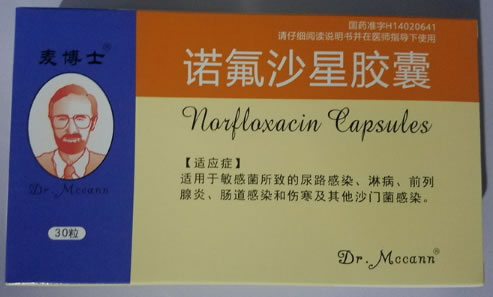 国药准字H14020641
请仔细阅读说明书并在医师指导下使用
麦博士®
诺氟沙星胶囊
Norfloxacin Capsules
【适应症】
适用于敏感菌所致的尿路感染、淋病、前列
腺炎、肠道感染和伤寒及其他沙门菌感染。
Dr. Mccann
30粒
Dr. Mccann®